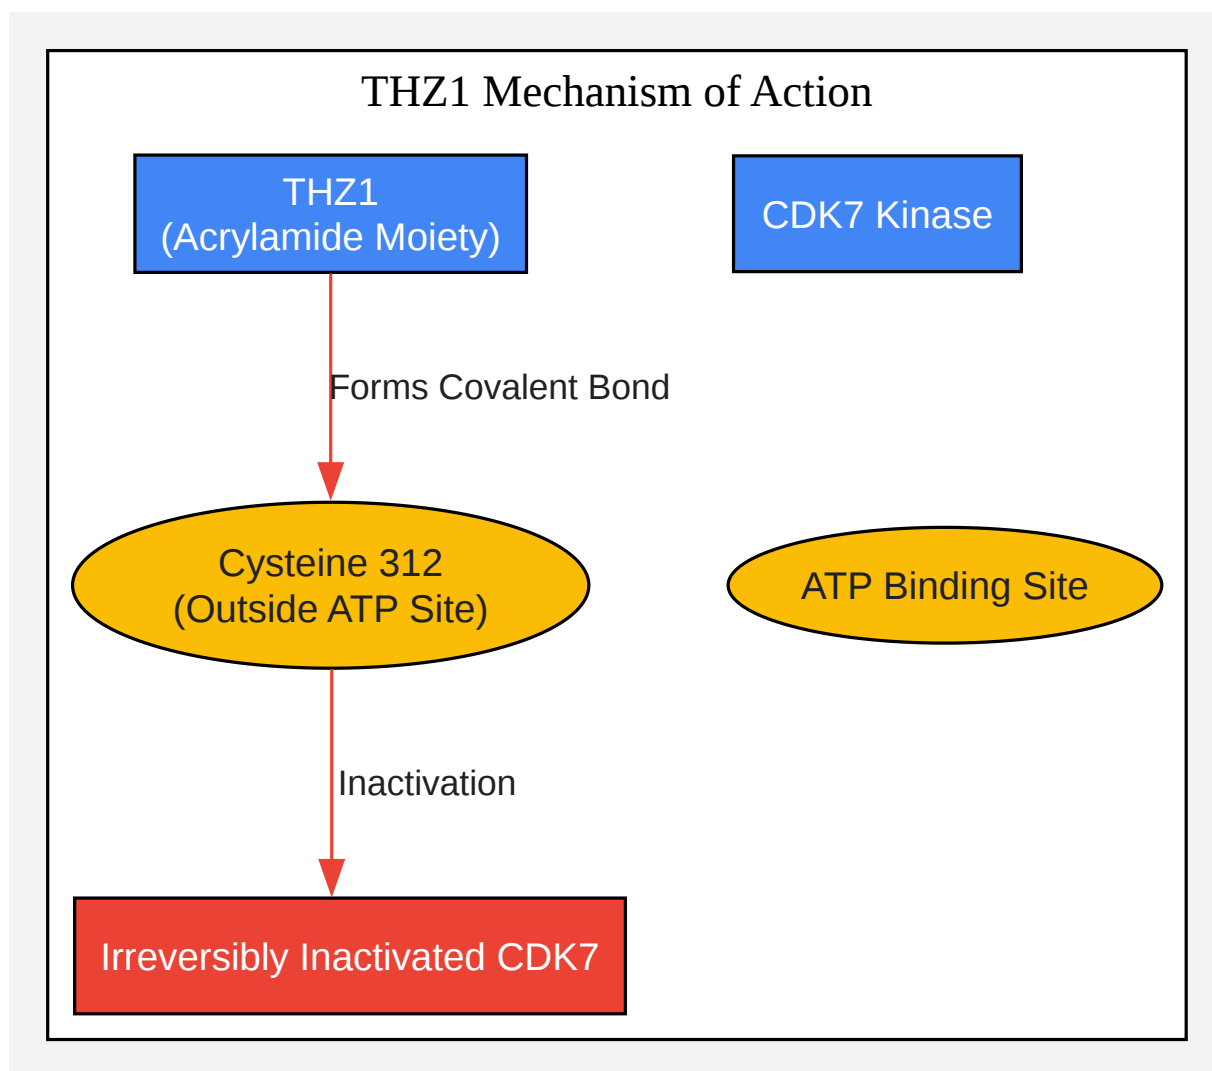 THZ1 Mechanism of Action
THZ1
(Acrylamide Moiety)
CDK7 Kinase
Forms Covalent Bond
Cysteine 312
(Outside ATP Site)
ATP Binding Site
Inactivation
Irreversibly Inactivated CDK7